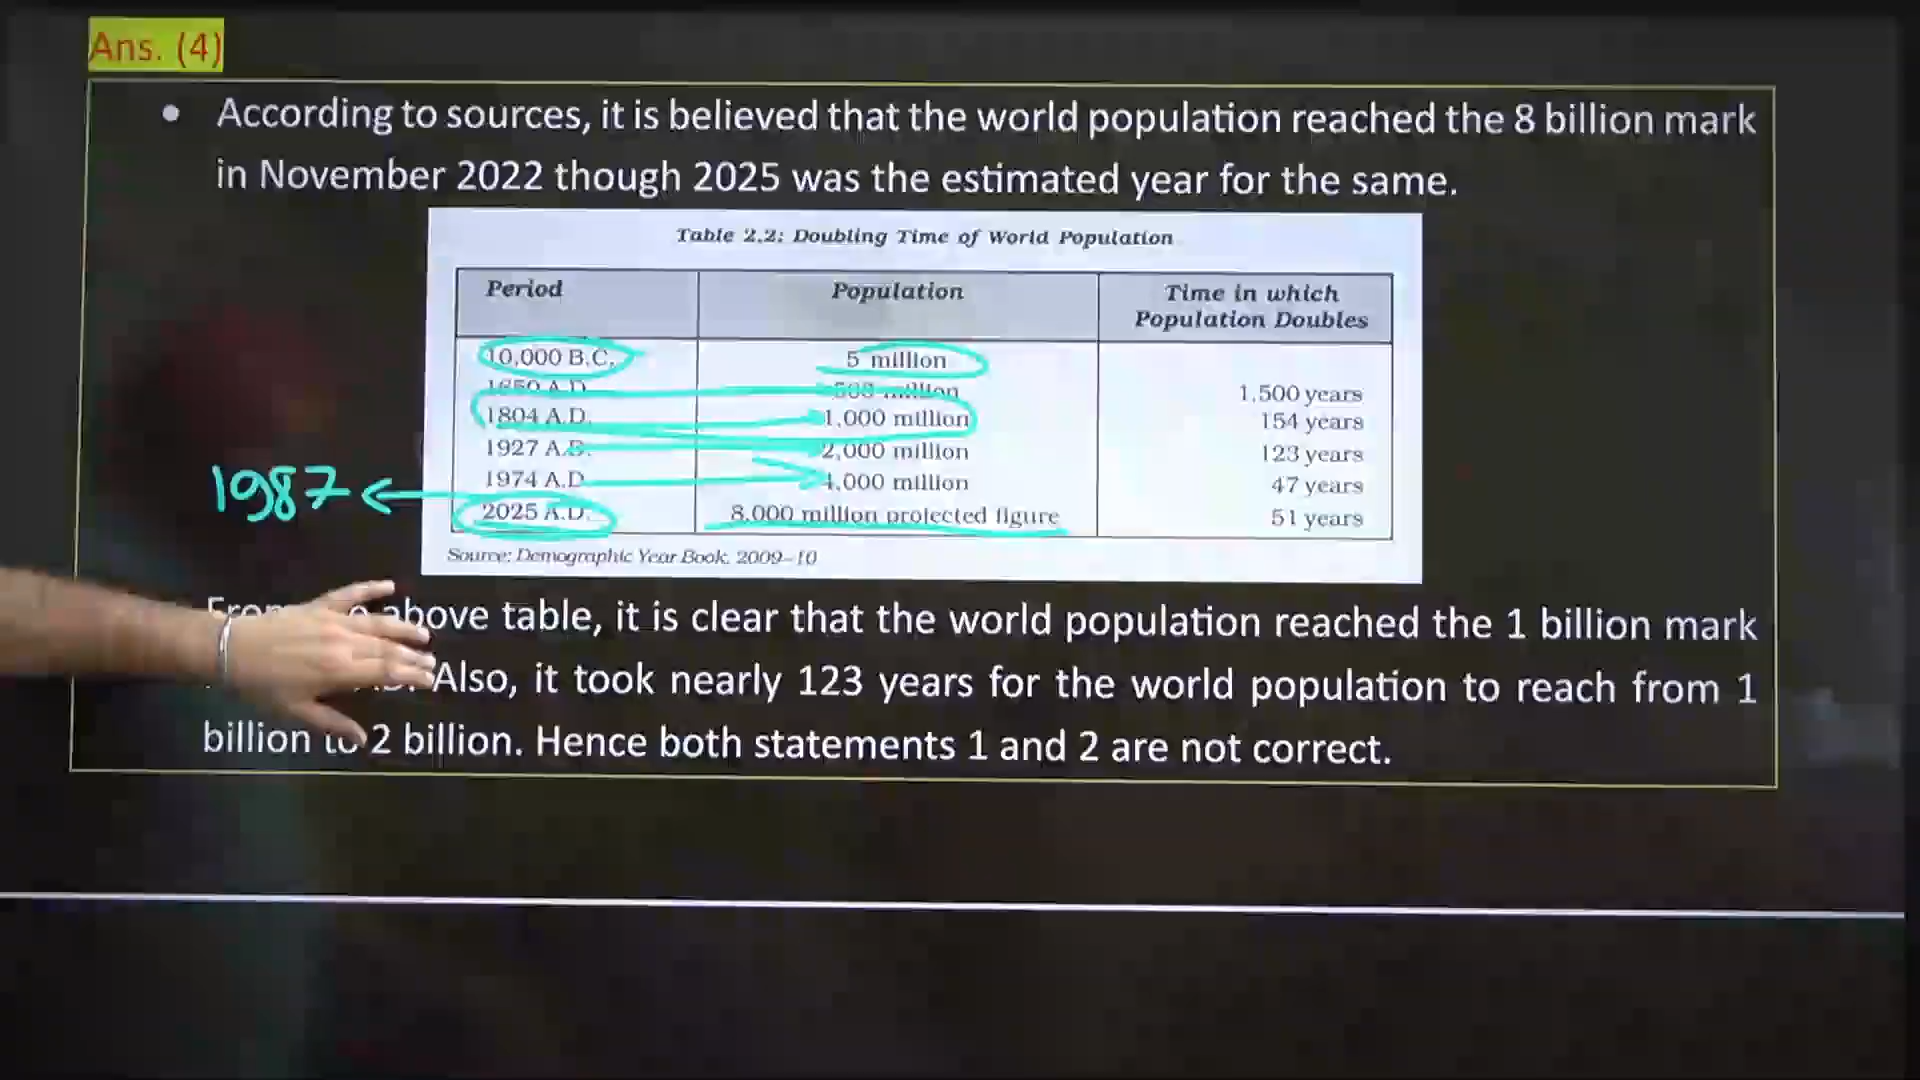 Ans. (4)
• According to sources, it is believed that the world population reached the 8 billion mark
in November 2022 though 2025 was the estimated year for the same.
Table 2.2: Doubling Time of World Population
Period Population Time in which
Population Doubles
10,000 B.C. 5 million
1650 A.D. 500 million 1,500 years
1804 A.D. 1,000 million 154 years
1927 A.D. 2,000 million 123 years
1974 A.D. 4,000 million 47 years
1987
2025 A.D. 8,000 million projected figure 51 years
Source: Demographic Year Book, 2009–10
above table, it is clear that the world population reached the 1 billion mark
Also, it took nearly 123 years for the world population to reach from 1
billion to 2 billion. Hence both statements 1 and 2 are not correct.